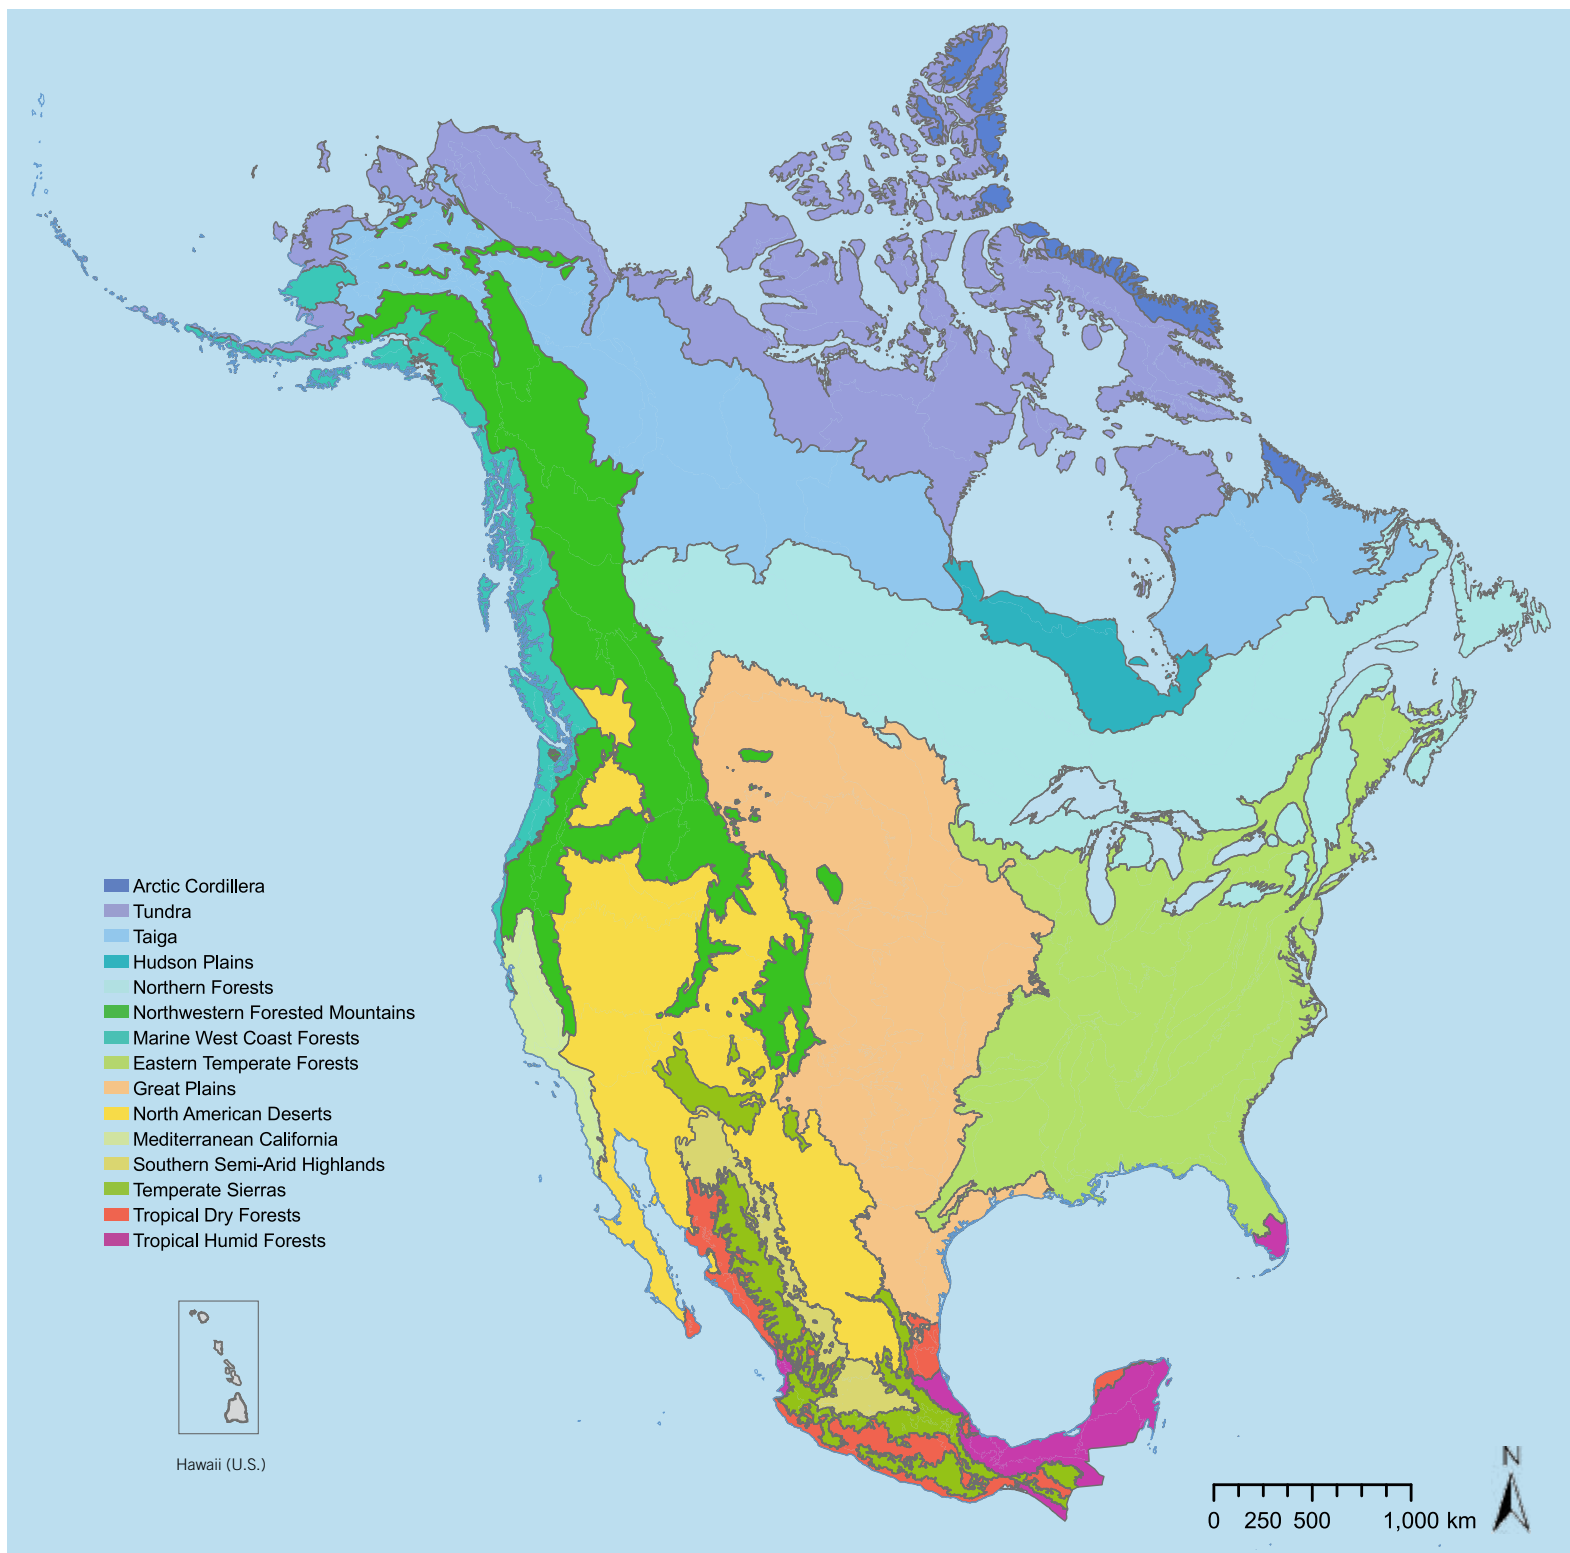 Arctic Cordillera
Tundra
Taiga
Hudson Plains
Northern Forests
Northwestern Forested Mountains
Marine West Coast Forests
Eastern Temperate Forests
Great Plains
North American Deserts
Mediterranean California
Southern Semi-Arid Highlands
Temperate Sierras
Tropical Dry Forests
Tropical Humid Forests
Hawaii (U.S.)
N
0 250 500 1,000 km